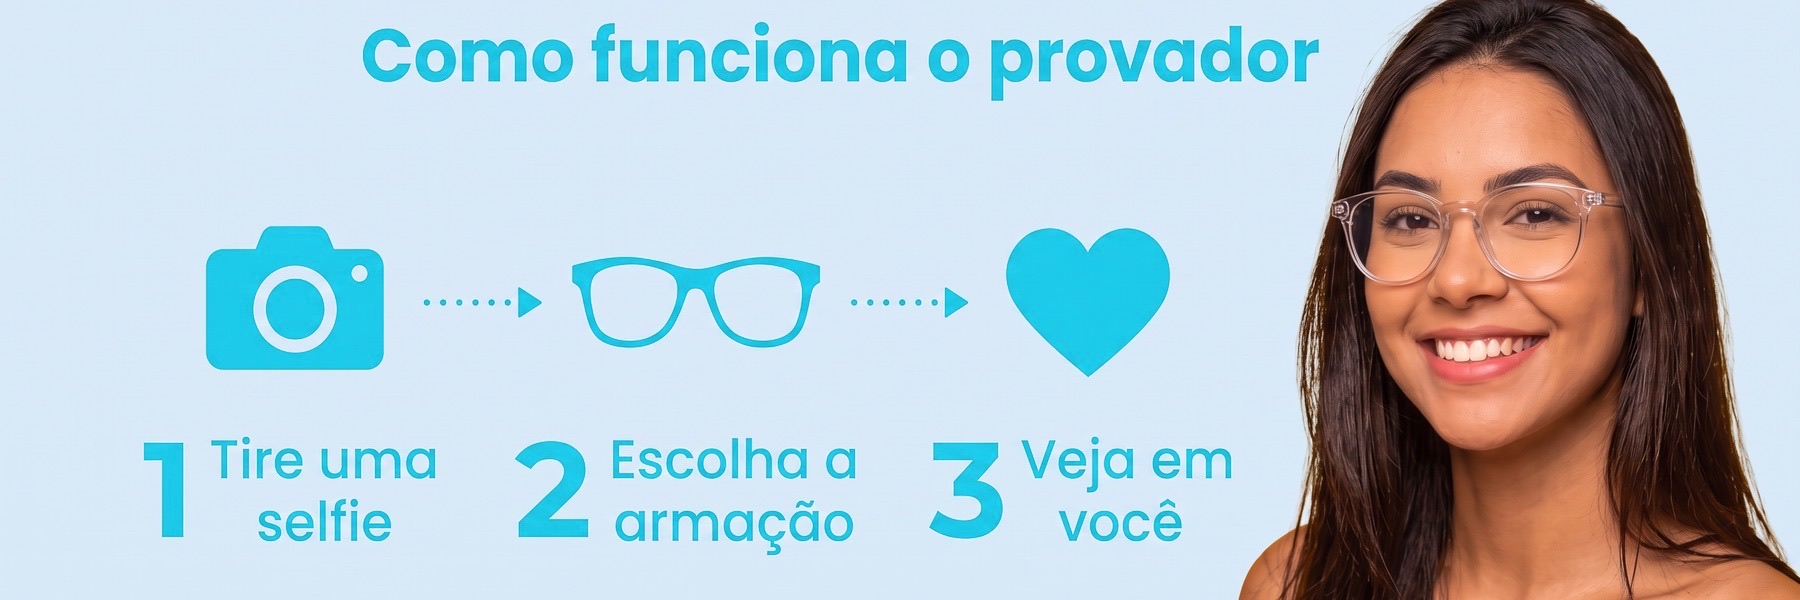 Como funciona o provador
1 Tire uma
selfie
2 Escolha a
armação
3 Veja em
você